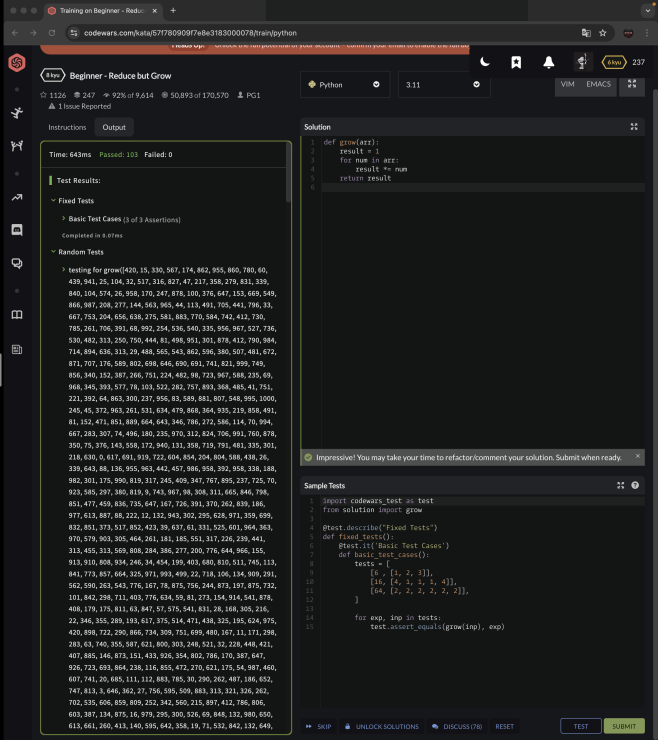 Training on Beginner - Reduc
codewars.com/kata/57f780909f7e8e3183000078/train/python
Heads Up! Unlock the full potential of your account - Confirm your email to enable the full
8 kyu Beginner - Reduce but Grow
1126 247 92% of 9,614 50,893 of 170,570 PG1
1 Issue Reported
6 kyu 237
Python
3.11
VIM EMACS
Instructions Output
Time: 643ms Passed: 103 Failed: 0
Test Results:
Fixed Tests
Basic Test Cases (3 of 3 Assertions)
Completed in 0.07ms
Random Tests
testing for grow([420, 15, 330, 567, 174, 862, 955, 860, 780, 60,
439, 941, 25, 104, 32, 517, 316, 827, 47, 217, 358, 279, 831, 339,
840, 104, 574, 26, 958, 170, 247, 878, 100, 376, 647, 153, 669, 549,
866, 987, 208, 277, 144, 563, 965, 44, 113, 491, 705, 441, 796, 33,
667, 753, 204, 656, 638, 275, 581, 883, 770, 584, 742, 412, 730,
785, 261, 706, 391, 68, 992, 254, 536, 540, 335, 956, 967, 527, 736,
530, 482, 313, 250, 750, 444, 81, 498, 951, 301, 878, 412, 790, 984,
714, 894, 636, 313, 29, 488, 565, 543, 862, 596, 380, 507, 481, 672,
871, 707, 176, 589, 802, 698, 646, 690, 691, 741, 821, 999, 749,
856, 340, 152, 387, 266, 751, 224, 482, 98, 723, 967, 588, 235, 69,
968, 345, 393, 577, 78, 103, 522, 282, 757, 893, 368, 485, 41, 751,
221, 392, 64, 863, 300, 237, 956, 83, 589, 881, 807, 548, 995, 1000,
245, 45, 372, 963, 261, 531, 634, 479, 868, 364, 935, 219, 858, 491,
81, 152, 471, 851, 889, 664, 643, 346, 786, 272, 586, 114, 70, 994,
667, 283, 307, 74, 496, 180, 235, 970, 312, 824, 706, 991, 760, 878,
350, 75, 376, 143, 558, 172, 940, 131, 358, 719, 791, 481, 335, 301,
218, 630, 0, 617, 691, 919, 722, 604, 854, 204, 804, 588, 438, 26,
339, 643, 88, 136, 955, 963, 442, 457, 986, 958, 392, 958, 338, 188,
982, 301, 175, 990, 819, 317, 245, 409, 347, 767, 895, 237, 725, 70,
923, 585, 297, 380, 819, 9, 743, 967, 98, 308, 311, 665, 846, 798,
851, 477, 459, 836, 735, 647, 167, 726, 391, 370, 262, 839, 186,
977, 613, 887, 88, 222, 12, 132, 943, 302, 295, 628, 971, 359, 699,
832, 851, 373, 517, 852, 423, 39, 637, 61, 331, 525, 601, 964, 363,
970, 579, 903, 305, 464, 261, 181, 185, 551, 317, 226, 239, 441,
313, 455, 313, 569, 808, 284, 386, 277, 200, 776, 644, 966, 155,
913, 910, 808, 934, 246, 34, 454, 199, 403, 680, 810, 511, 745, 113,
841, 773, 857, 664, 325, 971, 993, 499, 22, 718, 106, 134, 909, 291,
562, 590, 263, 543, 776, 167, 78, 875, 756, 244, 873, 197, 875, 732,
101, 842, 298, 711, 403, 776, 634, 59, 81, 273, 154, 914, 541, 878,
408, 179, 175, 811, 63, 847, 57, 575, 541, 831, 28, 168, 305, 216,
22, 346, 355, 289, 193, 617, 375, 514, 471, 438, 325, 195, 624, 975,
420, 898, 722, 290, 866, 734, 309, 751, 699, 480, 167, 11, 171, 298,
283, 63, 740, 355, 587, 621, 800, 303, 248, 521, 32, 228, 448, 421,
407, 885, 146, 873, 151, 433, 926, 354, 802, 786, 170, 387, 647,
926, 723, 693, 864, 238, 116, 855, 472, 270, 621, 175, 54, 987, 460,
607, 741, 20, 685, 111, 112, 883, 785, 30, 290, 262, 487, 186, 652,
747, 813, 3, 646, 362, 27, 756, 595, 509, 883, 313, 321, 326, 262,
702, 535, 606, 859, 809, 252, 342, 560, 215, 897, 412, 786, 806,
603, 387, 134, 875, 16, 979, 295, 300, 526, 69, 848, 132, 980, 650,
613, 661, 260, 413, 140, 595, 642, 358, 19, 71, 532, 842, 132, 649,
Solution
1 def grow(arr):
2 result = 1
3 for num in arr:
4 result *= num
5 return result
6
Impressive! You may take your time to refactor/comment your solution. Submit when ready.
Sample Tests
1 import codewars_test as test
2 from solution import grow
3
4 @test.describe("Fixed Tests")
5 def fixed_tests():
6 @test.it('Basic Test Cases')
7 def basic_test_cases():
8 tests = [
9 [6 , [1, 2, 3]],
10 [16, [4, 1, 1, 1, 4]],
11 [64, [2, 2, 2, 2, 2, 2]],
12 ]
13
14 for exp, inp in tests:
15 test.assert_equals(grow(inp), exp)
SKIP UNLOCK SOLUTIONS DISCUSS (78) RESET TEST SUBMIT